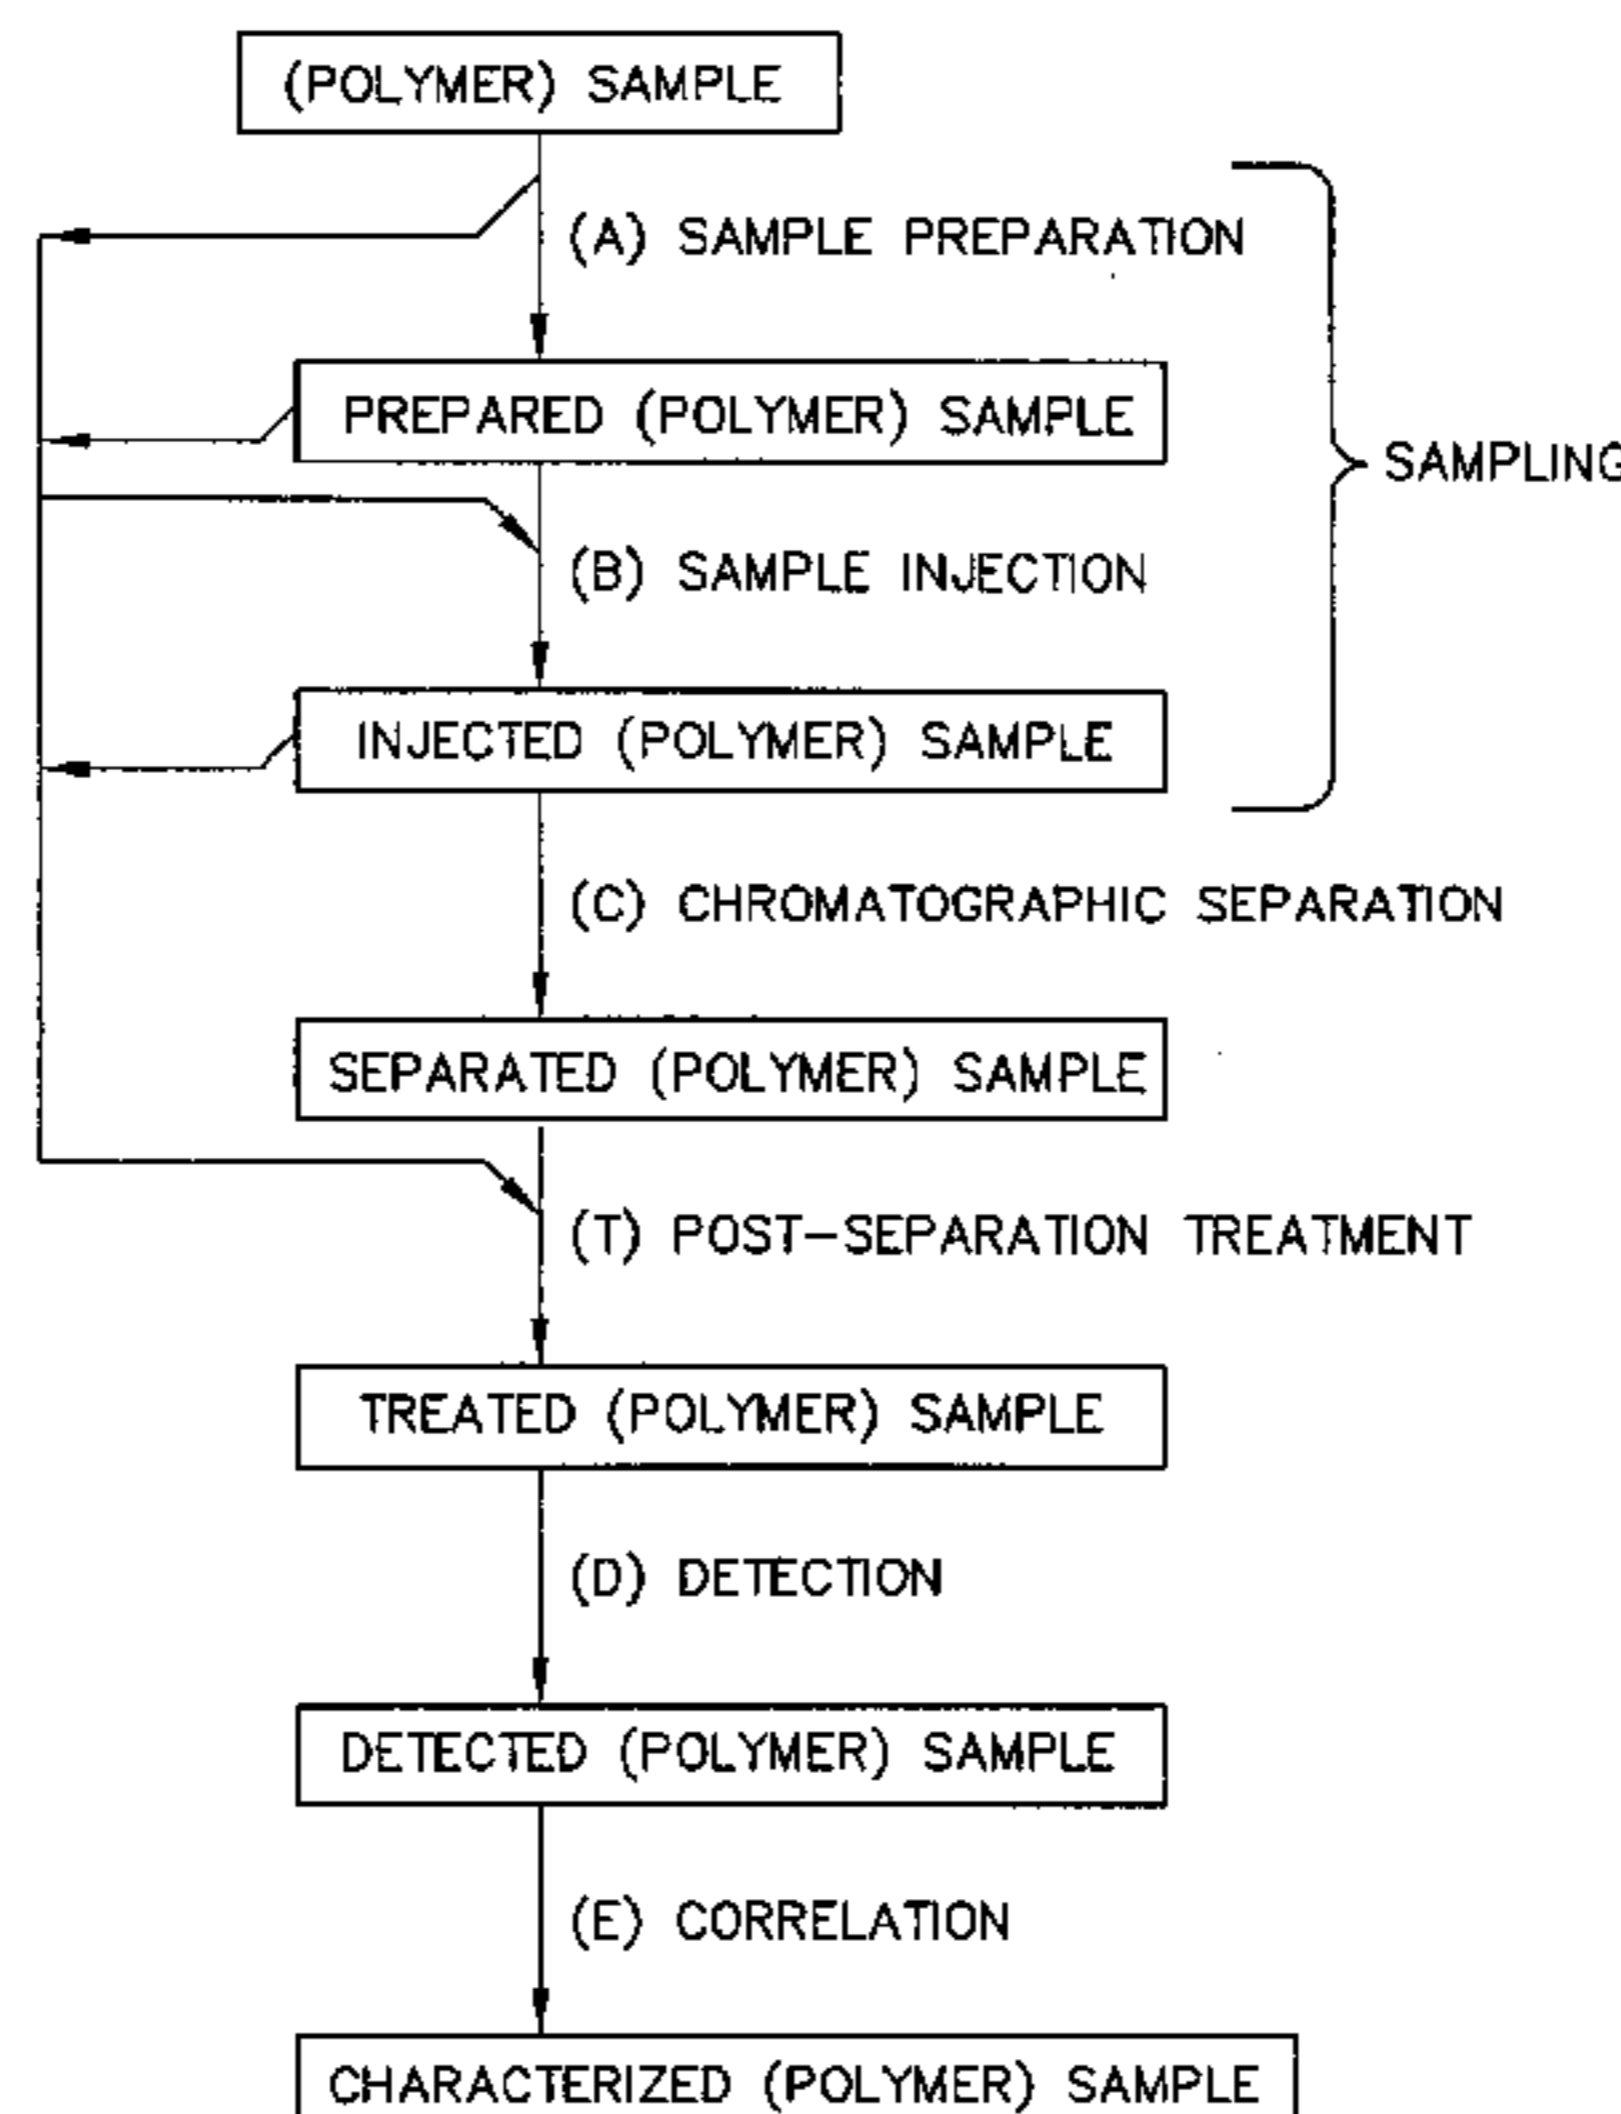 (POLYMER) SAMPLE
(A) SAMPLE PREPARATION
PREPARED (POLYMER) SAMPLE
SAMPLING
(B) SAMPLE INJECTION
INJECTED (POLYMER) SAMPLE
(C) CHROMATOGRAPHIC SEPARATION
SEPARATED (POLYMER) SAMPLE
(T) POST-SEPARATION TREATMENT
TREATED (POLYMER) SAMPLE
(D) DETECTION
DETECTED (POLYMER) SAMPLE
(E) CORRELATION
CHARACTERIZED (POLYMER) SAMPLE